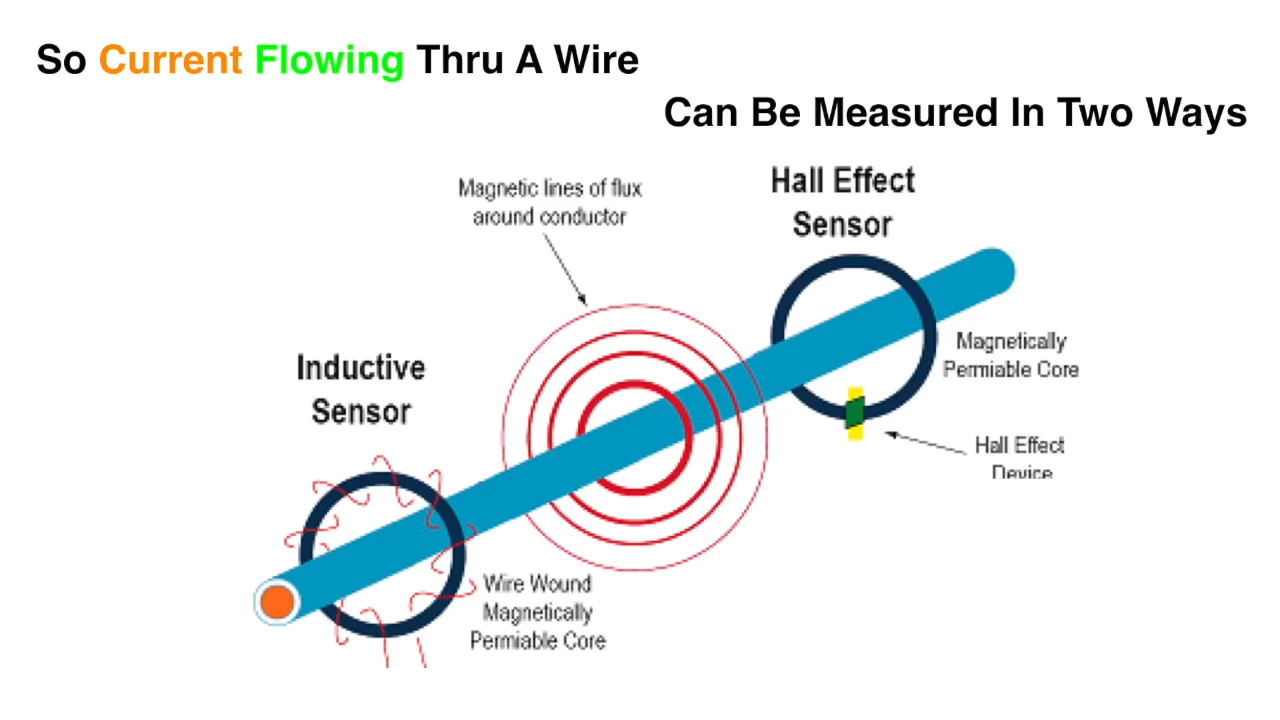 So Current Flowing Thru A Wire
Can Be Measured In Two Ways
Magnetic lines of flux
around conductor
Hall Effect
Sensor
Inductive
Sensor
Magnetically
Permiable Core
Hall Effect
Device
Wire Wound
Magnetically
Permiable Core